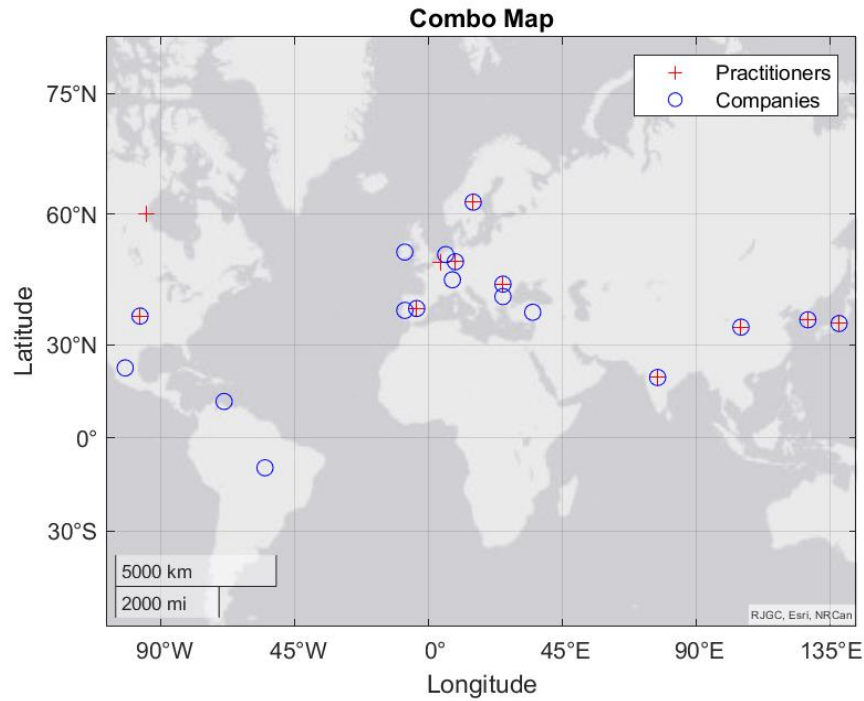 Combo Map
Practitioners
Companies
75°N
60°N
30°N
0°
30°S
Latitude
5000 km
2000 mi
RJGC, Esri, NRCan
90°W
45°W
0°
45°E
90°E
135°E
Longitude